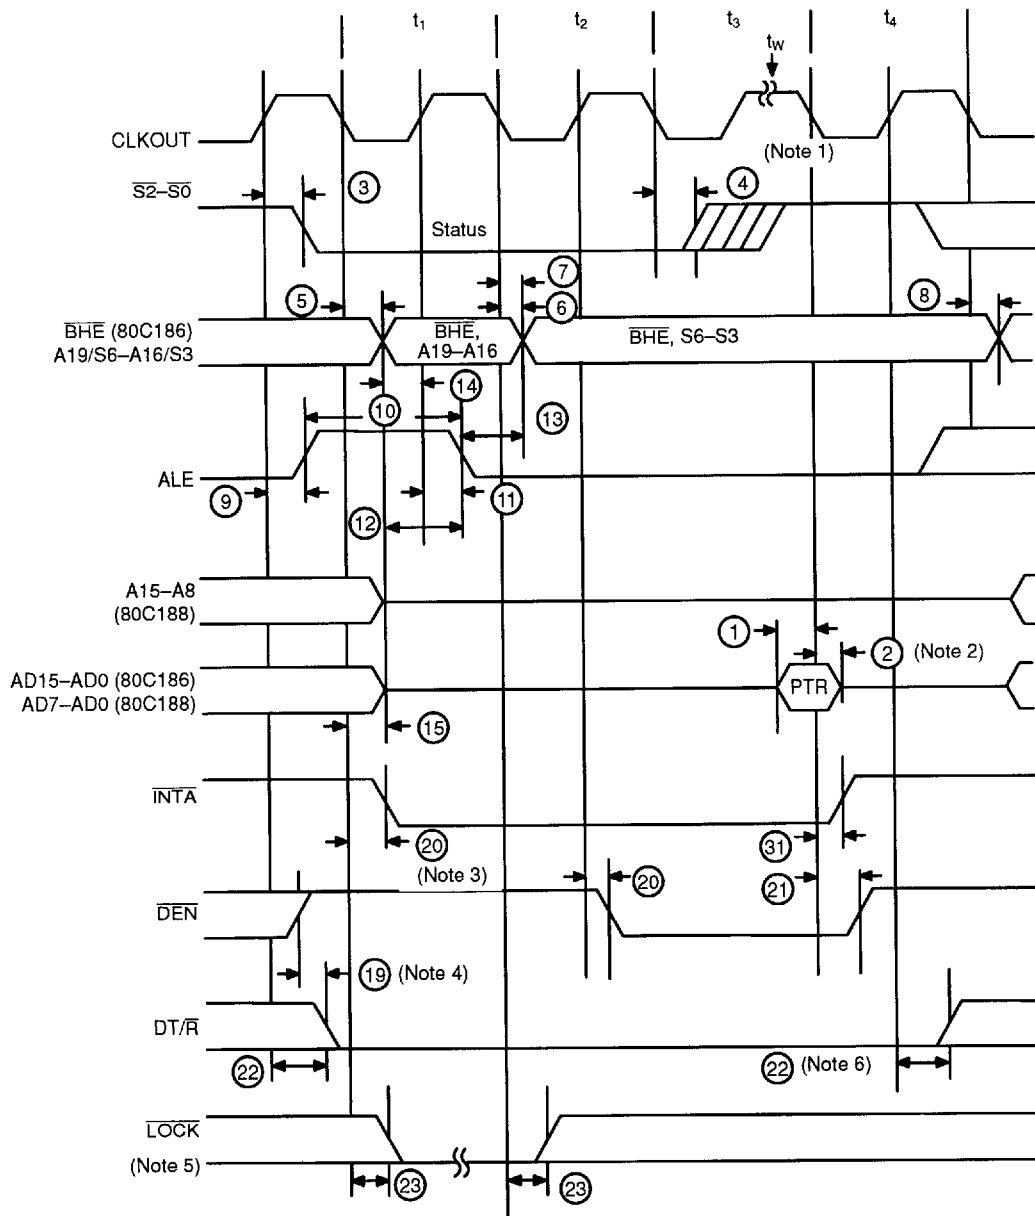 t1 t2 t3 t4
tW
CLKOUT
(Note 1)
S2–S0
3
4
Status
7
5
6
8
BHE (80C186)
A19/S6–A16/S3
BHE,
A19–A16
BHE, S6–S3
14
10
13
ALE
9
11
12
A15–A8
(80C188)
1
2 (Note 2)
AD15–AD0 (80C186)
AD7–AD0 (80C188)
PTR
15
INTA
20
(Note 3)
31
20
21
DEN
19 (Note 4)
DT/R
22
22 (Note 6)
LOCK
(Note 5)
23
23